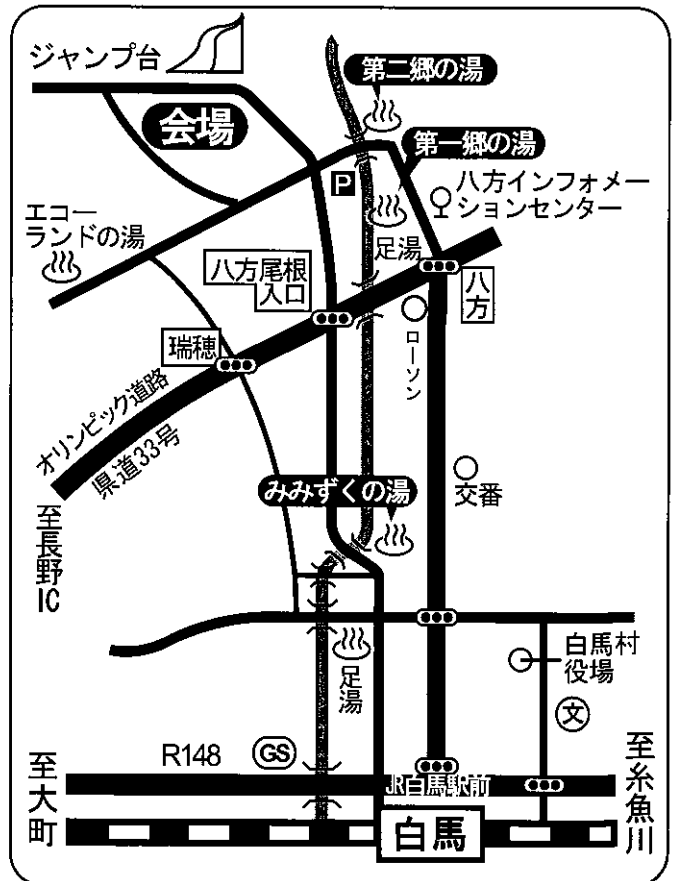 ジャンプ台
第二郷の湯
会場
第一郷の湯
P
八方インフォメー
ションセンター
エコー
ランドの湯
足湯
八方尾根
入口
八方
瑞穂
ローソン
オリンピック道路
県道33号
みみずくの湯
交番
至長野IC
白馬村
役場
足湯
文
R148
GS
至大町
JR白馬駅前
至糸魚川
白馬